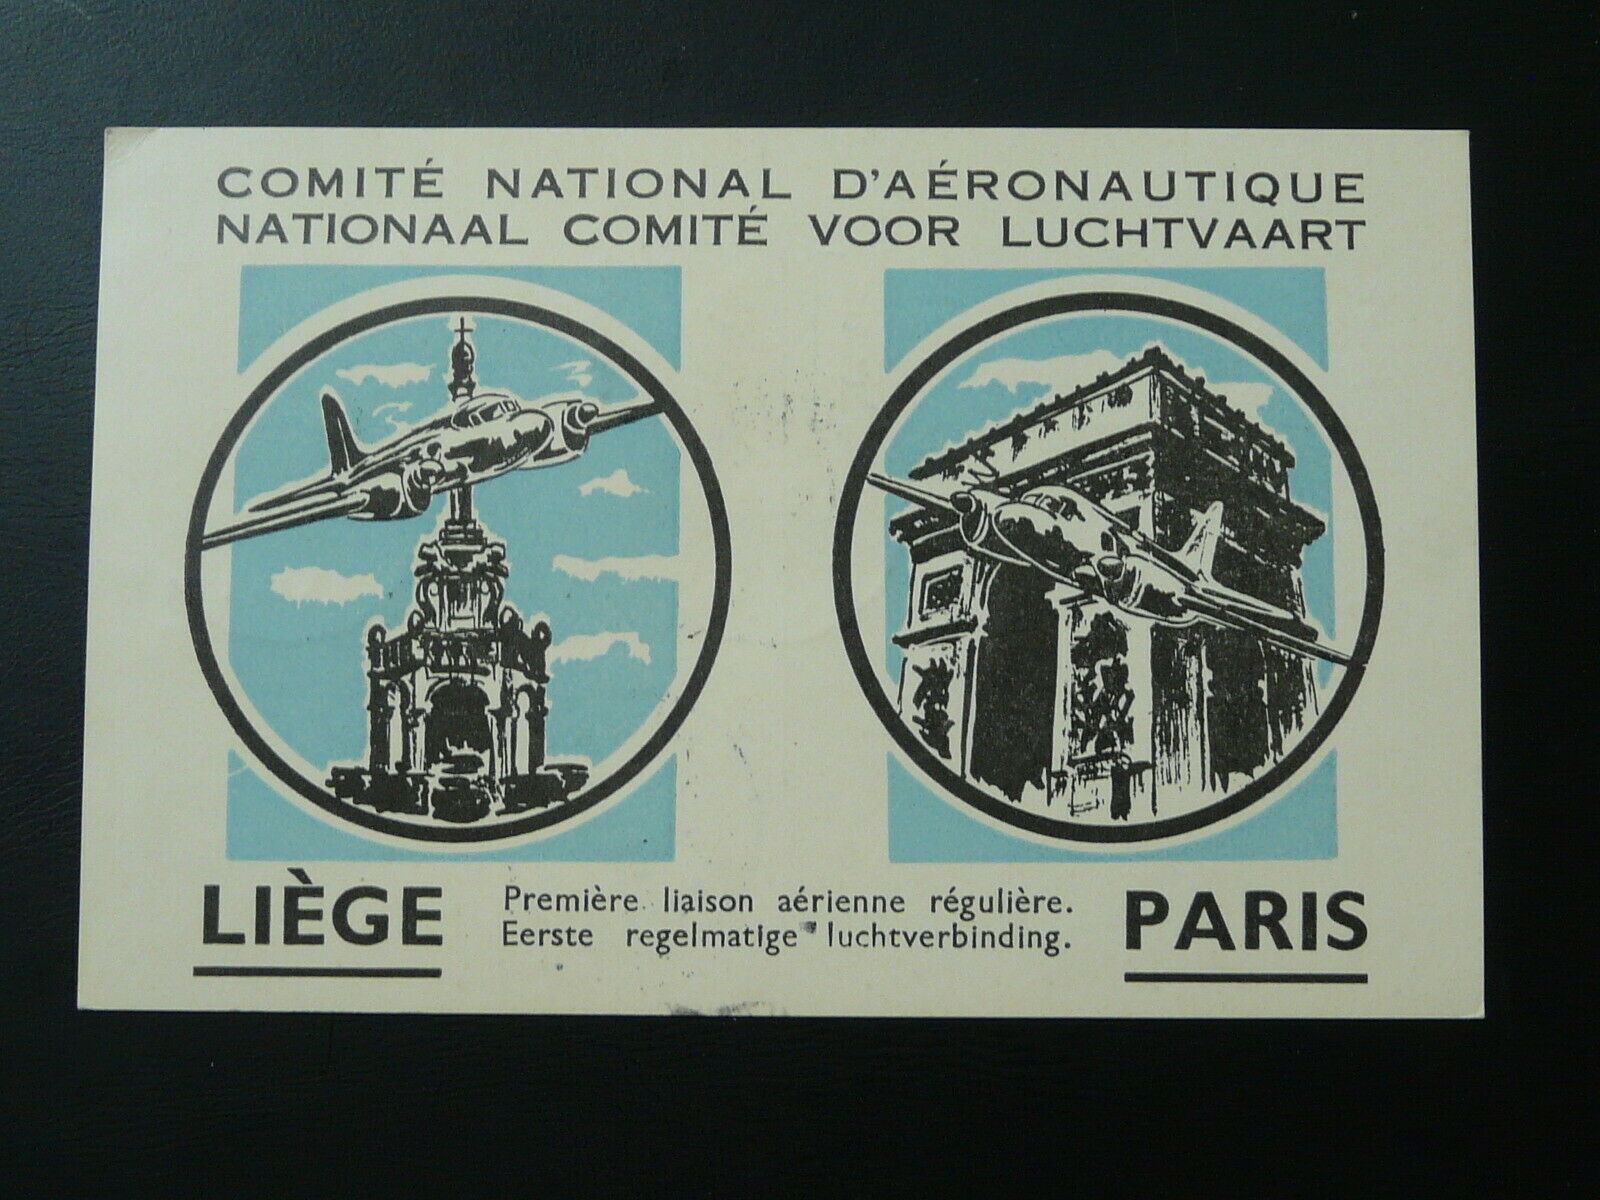 COMITÉ NATIONAL D'AÉRONAUTIQUE
NATIONAAL COMITÉ VOOR LUCHTVAART
LIÈGE
Première liaison aérienne régulière.
Eerste regelmatige luchtverbinding.
PARIS